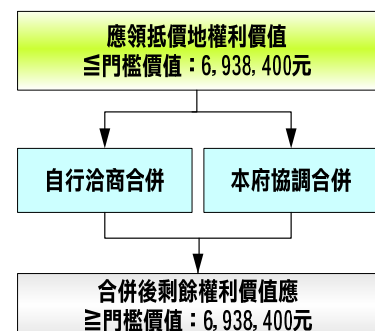 應領抵價地權利價值
≦門檻價值：6,938,400元
自行洽商合併
本府協調合併
合併後剩餘權利價值應
≧門檻價值：6,938,400元